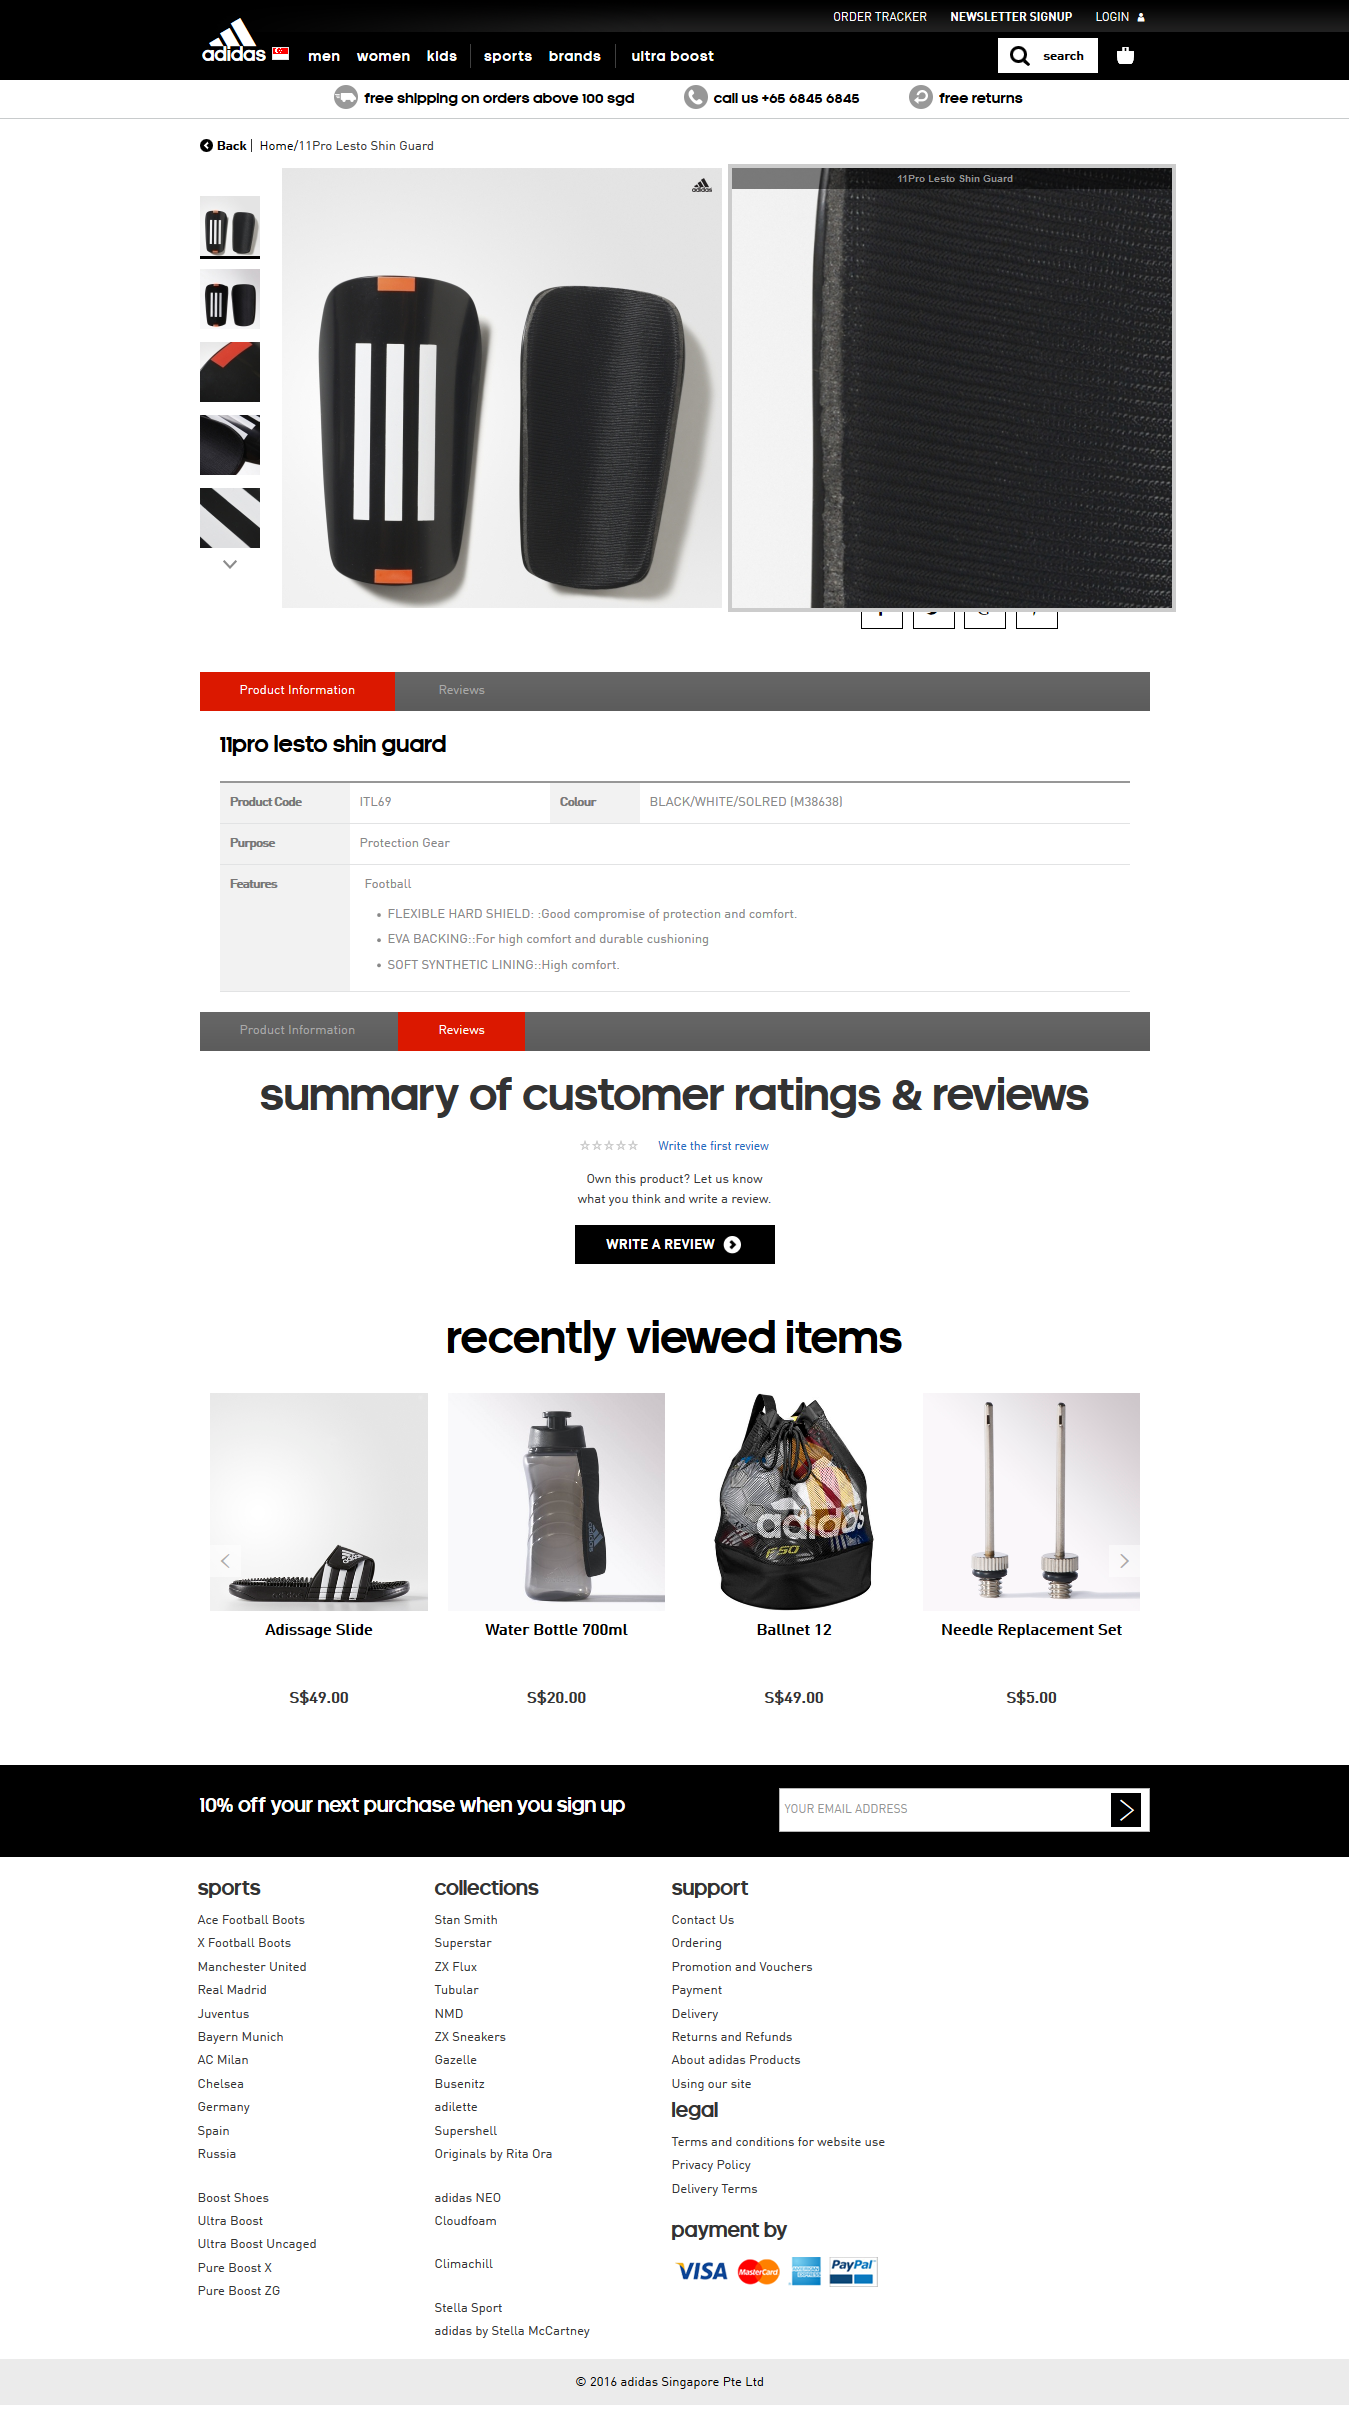 ORDER TRACKER NEWSLETTER SIGNUP LOGIN
adidas men women kids sports brands ultra boost search
free shipping on orders above 100 sgd call us +65 6845 6845 free returns
Back Home/11Pro Lesto Shin Guard
adidas
11Pro Lesto Shin Guard
Product Information Reviews
11pro lesto shin guard
Product Code ITL69 Colour BLACK/WHITE/SOLRED (M38638)
Purpose Protection Gear
Features Football
• FLEXIBLE HARD SHIELD: :Good compromise of protection and comfort.
• EVA BACKING::For high comfort and durable cushioning
• SOFT SYNTHETIC LINING::High comfort.
Product Information Reviews
summary of customer ratings & reviews
Write the first review
Own this product? Let us know
what you think and write a review.
WRITE A REVIEW
recently viewed items
adidas
adidas
F50
Adissage Slide Water Bottle 700ml Ballnet 12 Needle Replacement Set
S$49.00 S$20.00 S$49.00 S$5.00
10% off your next purchase when you sign up YOUR EMAIL ADDRESS
sports
Ace Football Boots
X Football Boots
Manchester United
Real Madrid
Juventus
Bayern Munich
AC Milan
Chelsea
Germany
Spain
Russia
Boost Shoes
Ultra Boost
Ultra Boost Uncaged
Pure Boost X
Pure Boost ZG
collections
Stan Smith
Superstar
ZX Flux
Tubular
NMD
ZX Sneakers
Gazelle
Busenitz
adilette
Supershell
Originals by Rita Ora
adidas NEO
Cloudfoam
Climachill
Stella Sport
adidas by Stella McCartney
support
Contact Us
Ordering
Promotion and Vouchers
Payment
Delivery
Returns and Refunds
About adidas Products
Using our site
legal
Terms and conditions for website use
Privacy Policy
Delivery Terms
payment by
VISA MasterCard AMERICAN EXPRESS PayPal
© 2016 adidas Singapore Pte Ltd